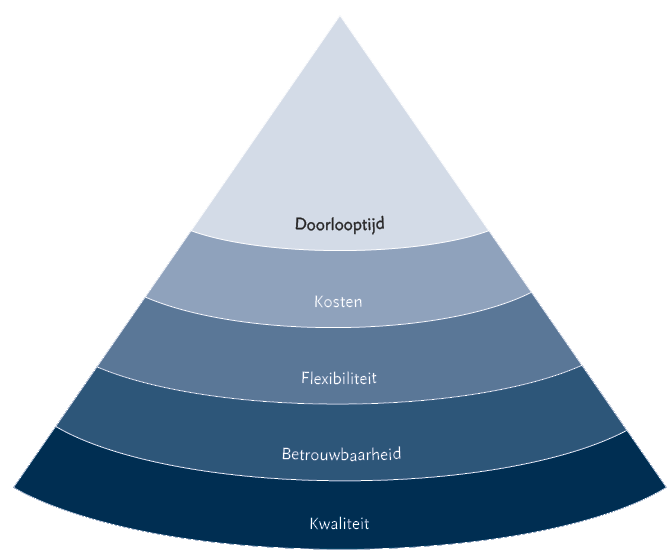 Doorlooptijd
Kosten
Flexibiliteit
Betrouwbaarheid
Kwaliteit